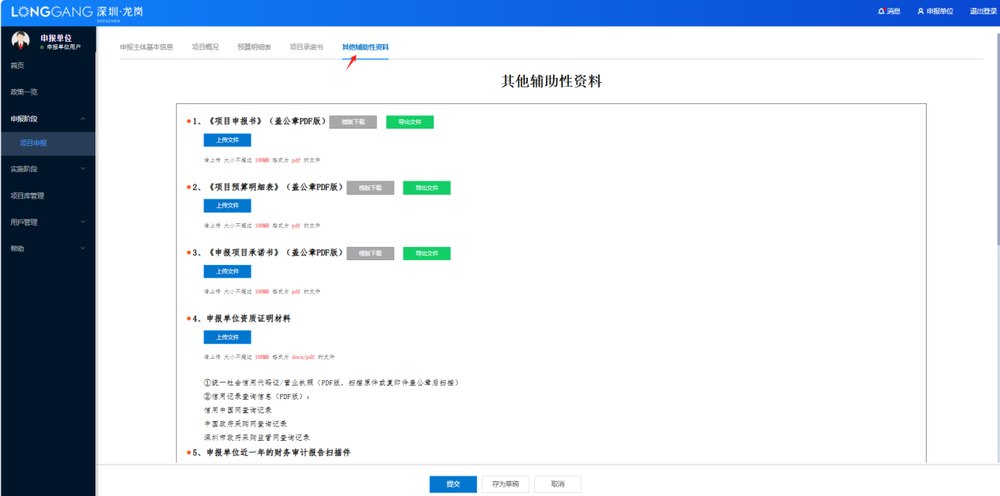 LONGGANG 深圳·龙岗
SHENZHEN
消息
申报单位
退出登录
申报单位
申报单位用户
首页
政策一览
申报阶段
项目申报
实施阶段
项目库管理
用戶管理
帮助
申报主体基本信息
项目概况
预算明细表
项目承诺书
其他辅助性资料
其他辅助性资料
*1、《项目申报书》（盖公章PDF版） 模版下载 导出文件
上传文件
请上传 大小不超过 100MB 格式为 pdf 的文件
*2、《项目预算明细表》（盖公章PDF版） 模版下载 导出文件
上传文件
请上传 大小不超过 100MB 格式为 pdf 的文件
*3、《申报项目承诺书》（盖公章PDF版） 模版下载 导出文件
上传文件
请上传 大小不超过 100MB 格式为 pdf 的文件
*4、申报单位资质证明材料
上传文件
请上传 大小不超过 100MB 格式为 docx/pdf 的文件
①统一社会信用代码证/营业执照（PDF版，扫描原件或复印件盖公章后扫描）
②信用记录查询信息（PDF版）：
信用中国网查询记录
中国政府采购网查询记录
深圳市政府采购监管网查询记录
*5、申报单位近一年的财务审计报告扫描件
提交
存为草稿
取消